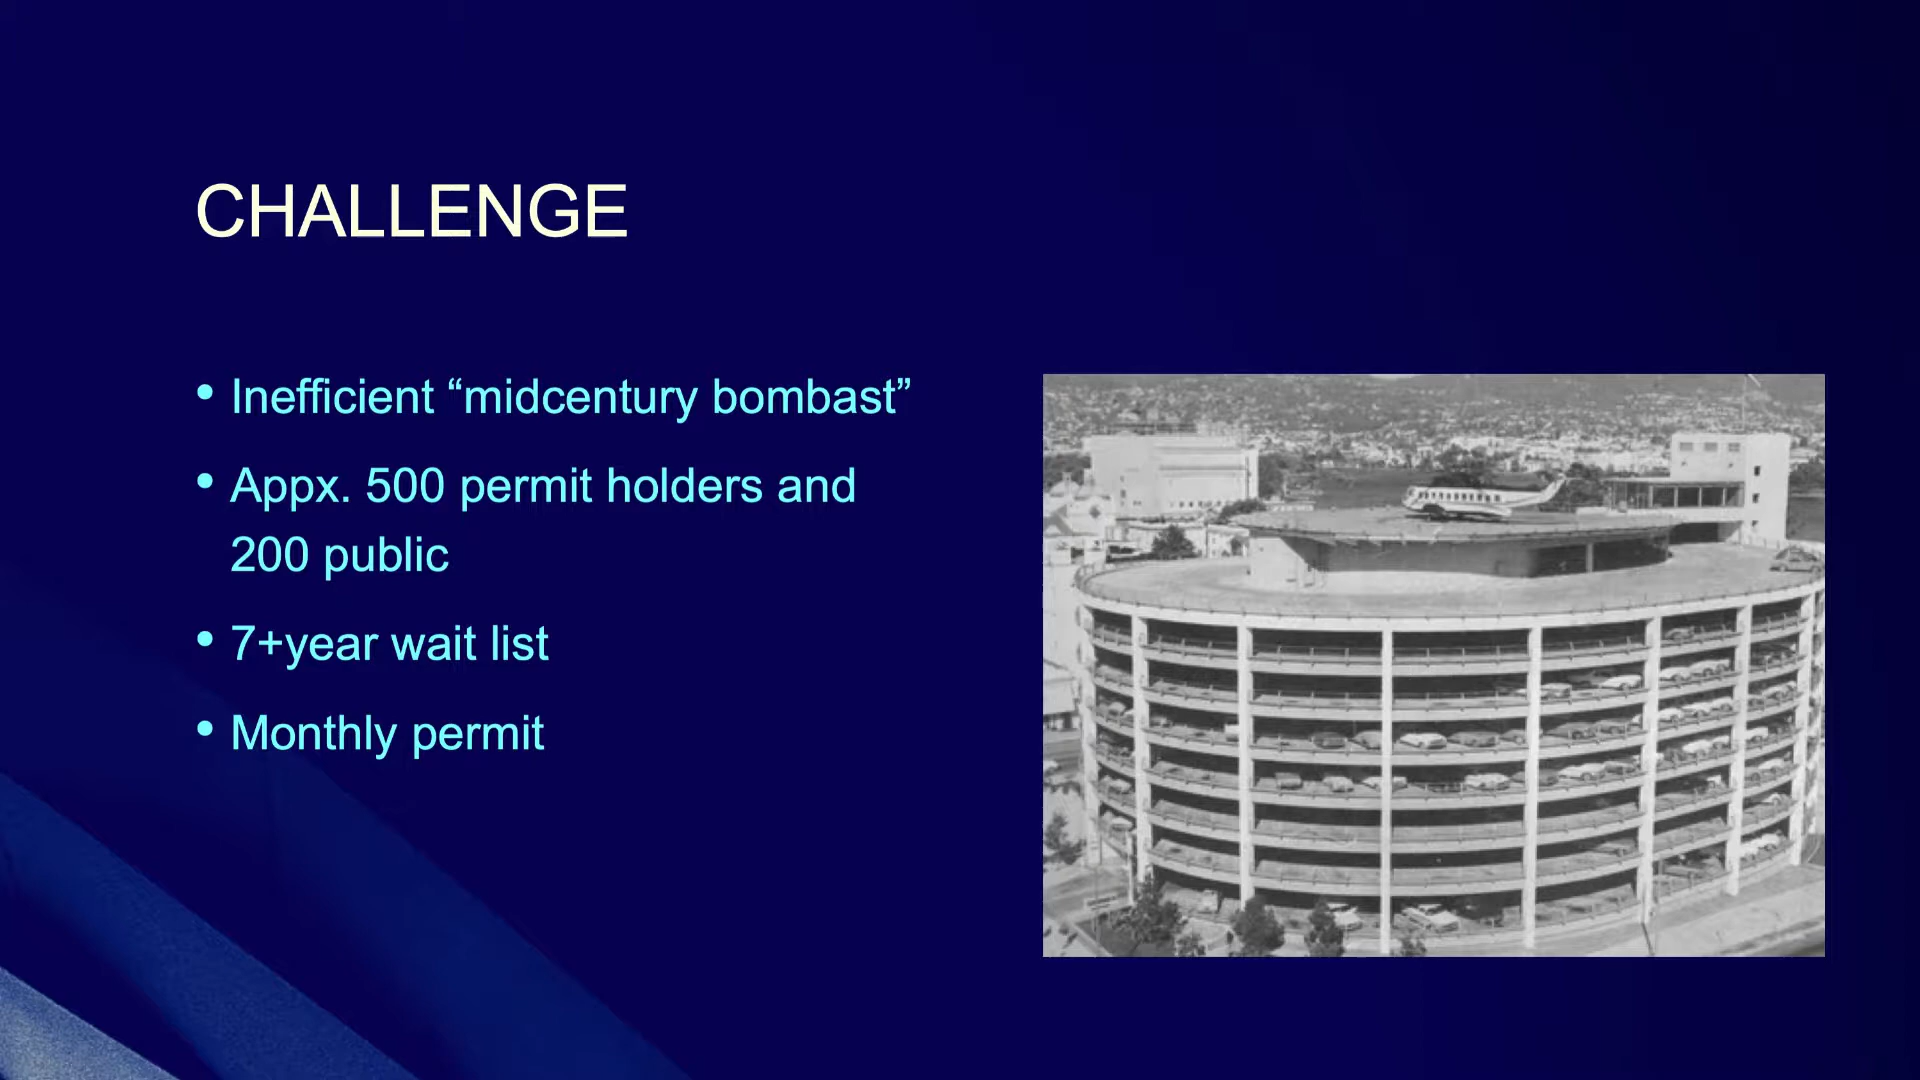 CHALLENGE
• Inefficient “midcentury bombast”
• Appx. 500 permit holders and
200 public
• 7+year wait list
• Monthly permit